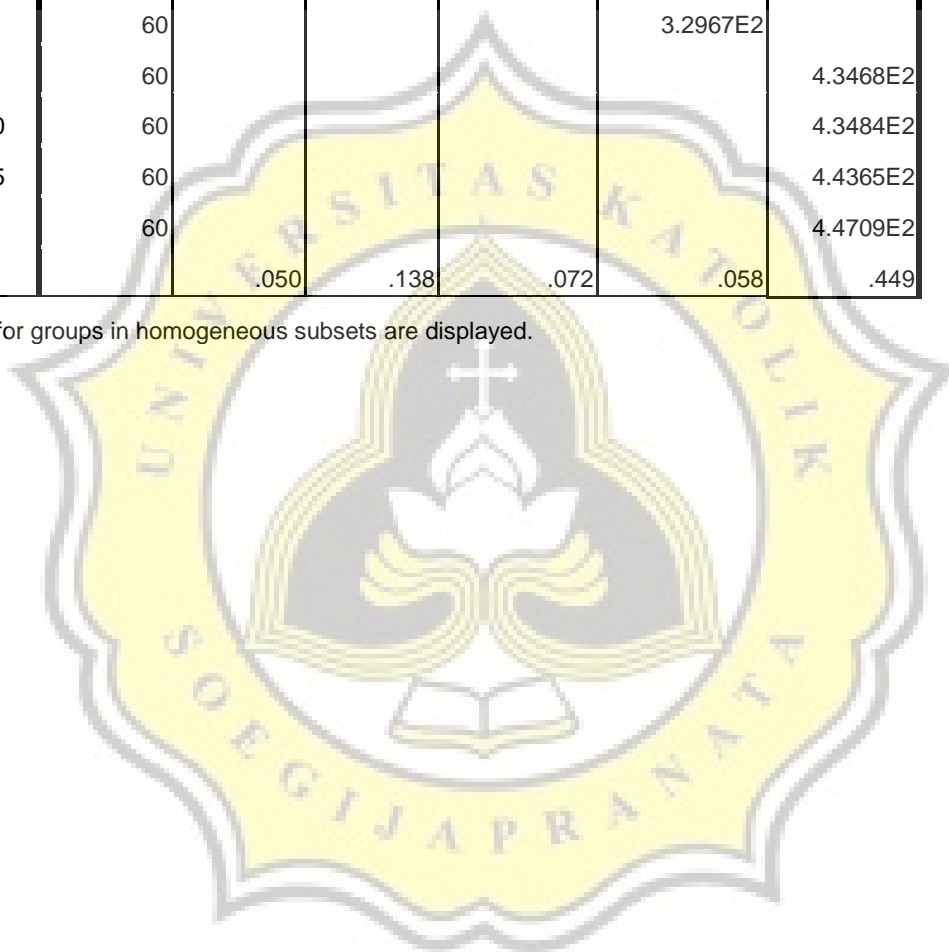 60 3.2967E2
60 4.3468E2
0 60 4.3484E2
5 60 4.4365E2
60 4.4709E2
.050 .138 .072 .058 .449
for groups in homogeneous subsets are displayed.
UNIVERSITAS KATOLIK
SOEGIJAPRANATA